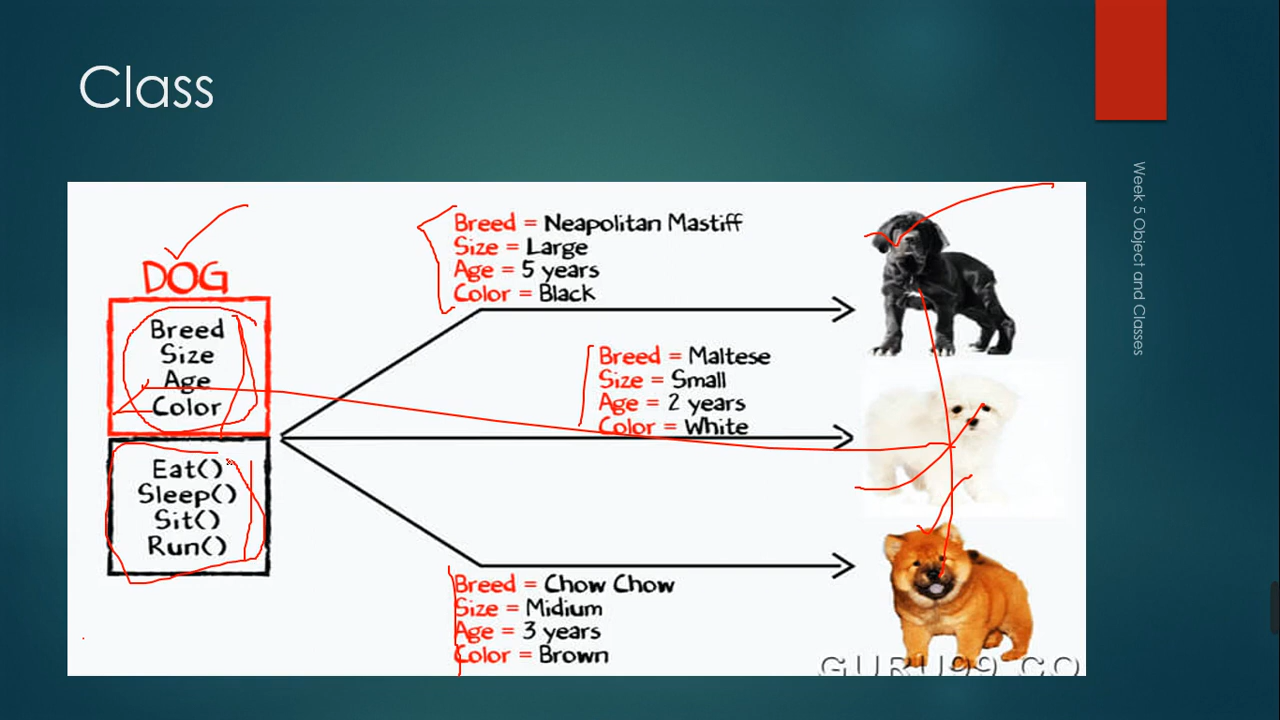 Class
Week 5 Object and Classes
DOG
Breed
Size
Age
Color
Eat()
Sleep()
Sit()
Run()
Breed = Neapolitan Mastiff
Size = Large
Age = 5 years
Color = Black
Breed = Maltese
Size = Small
Age = 2 years
Color = White
Breed = Chow Chow
Size = Midium
Age = 3 years
Color = Brown
GURU99.CO